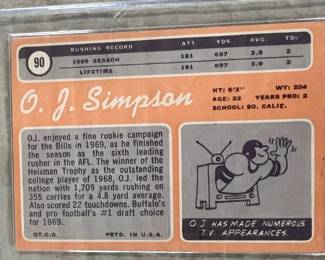 90
RUSHING RECORD ATT. YDS. AVG. TDs
1969 SEASON 181 697 3.9 2
LIFETIME 181 697 3.9 2
O. J. Simpson
HT: 6'2" WT: 204
AGE: 22 YEARS PRO: 2
SCHOOL: SO. CALIF.
O.J. enjoyed a fine rookie campaign
for the Bills in 1969, as he finished
the season as the sixth leading
rusher in the AFL. The winner of the
Heisman Trophy as the outstanding
college player of 1968, O.J. led the
nation with 1,709 yards rushing on
355 carries for a 4.8 yard average.
Also scored 22 touchdowns. Buffalo's
and pro football's #1 draft choice
for 1969.
©T.C.G. PRTD. IN U.S.A.
O.J. HAS MADE NUMEROUS
T.V. APPEARANCES.